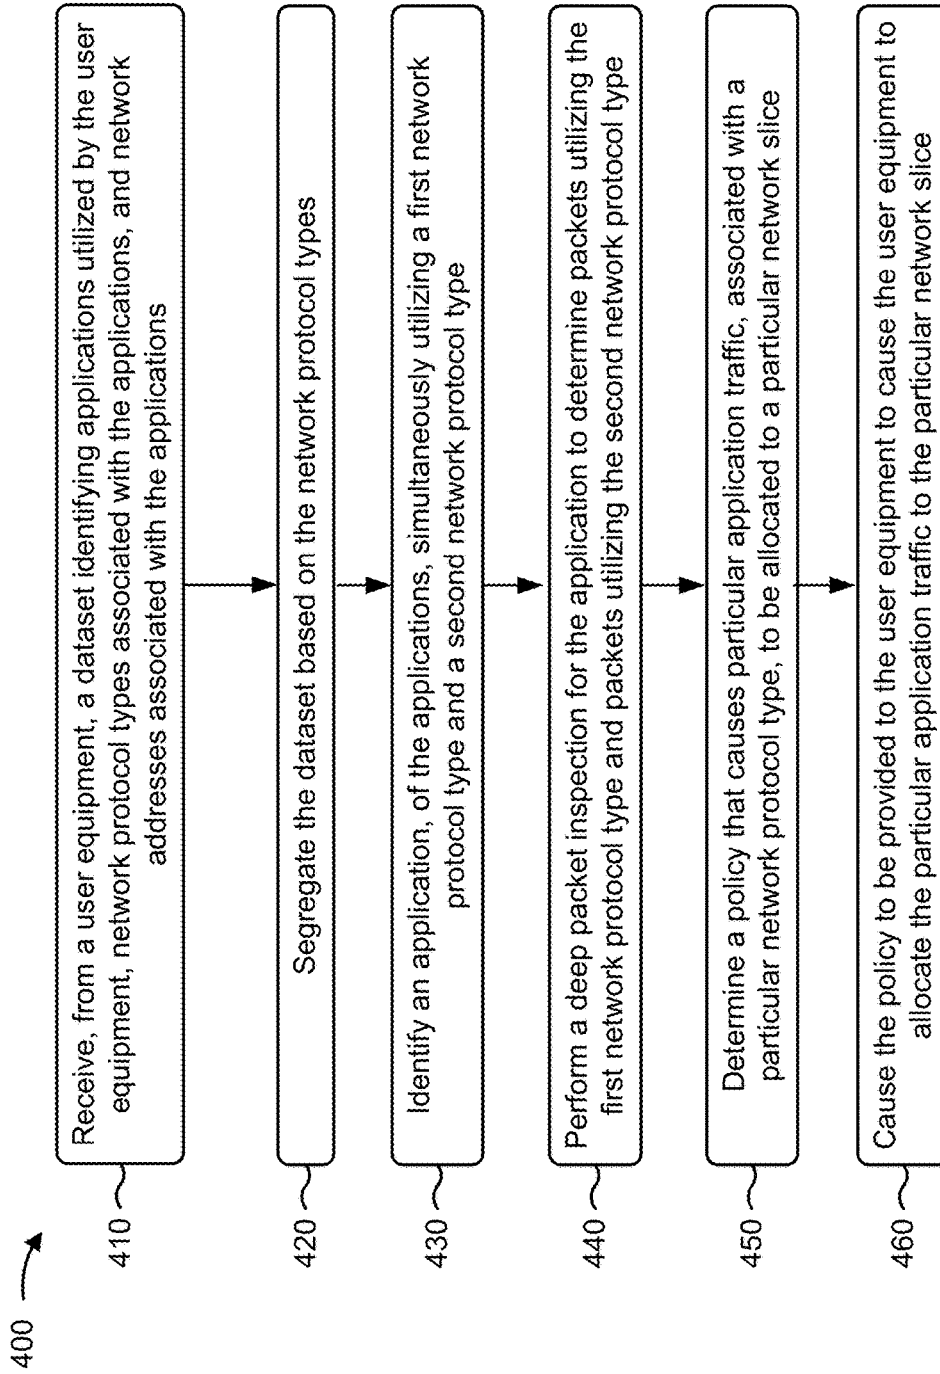 400
410
Receive, from a user equipment, a dataset identifying applications utilized by the user
equipment, network protocol types associated with the applications, and network
addresses associated with the applications
420
Segregate the dataset based on the network protocol types
430
Identify an application, of the applications, simultaneously utilizing a first network
protocol type and a second network protocol type
440
Perform a deep packet inspection for the application to determine packets utilizing the
first network protocol type and packets utilizing the second network protocol type
450
Determine a policy that causes particular application traffic, associated with a
particular network protocol type, to be allocated to a particular network slice
460
Cause the policy to be provided to the user equipment to cause the user equipment to
allocate the particular application traffic to the particular network slice